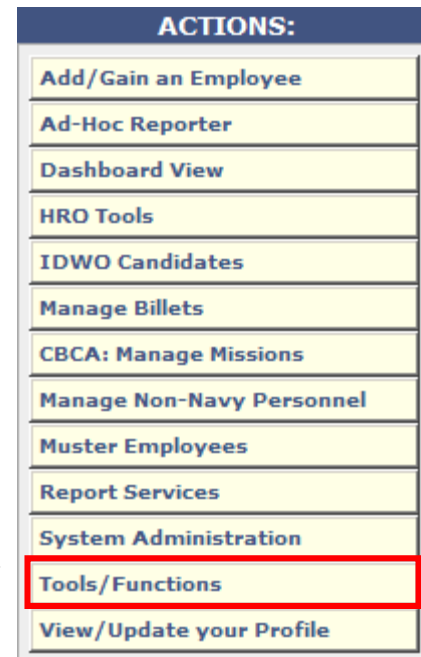 ACTIONS:
Add/Gain an Employee
Ad-Hoc Reporter
Dashboard View
HRO Tools
IDWO Candidates
Manage Billets
CBCA: Manage Missions
Manage Non-Navy Personnel
Muster Employees
Report Services
System Administration
Tools/Functions
View/Update your Profile